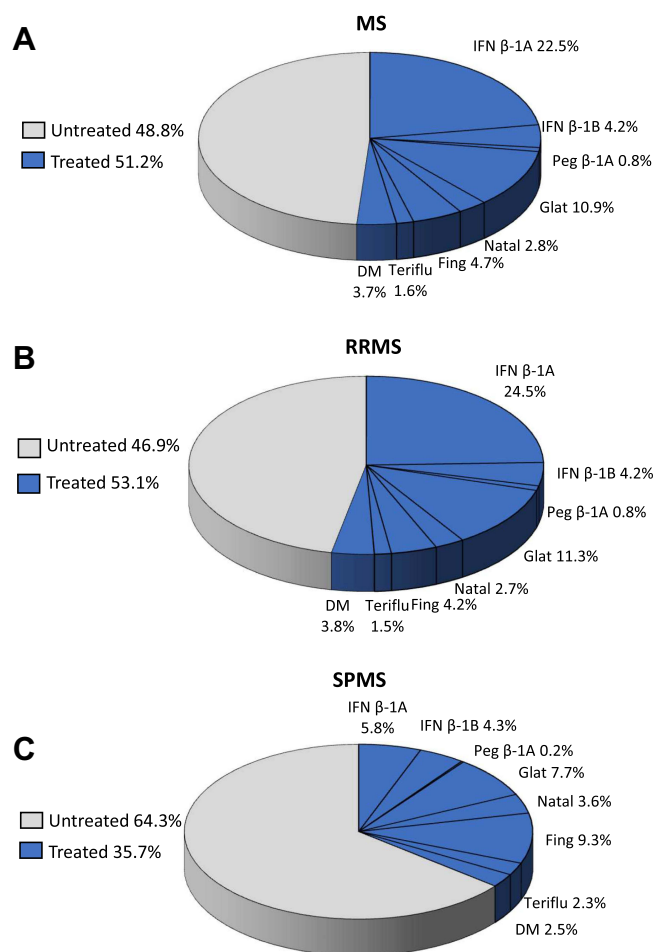 A
MS
IFN β-1A 22.5%
Untreated 48.8%
Treated 51.2%
IFN β-1B 4.2%
Peg β-1A 0.8%
Glat 10.9%
Natal 2.8%
Fing 4.7%
Teriflu
1.6%
DM
3.7%
B
RRMS
IFN β-1A
24.5%
Untreated 46.9%
Treated 53.1%
IFN β-1B 4.2%
Peg β-1A 0.8%
Glat 11.3%
Natal 2.7%
Fing 4.2%
Teriflu
1.5%
DM
3.8%
C
SPMS
IFN β-1A
5.8%
IFN β-1B 4.3%
Peg β-1A 0.2%
Glat 7.7%
Untreated 64.3%
Treated 35.7%
Natal 3.6%
Fing 9.3%
Teriflu 2.3%
DM 2.5%